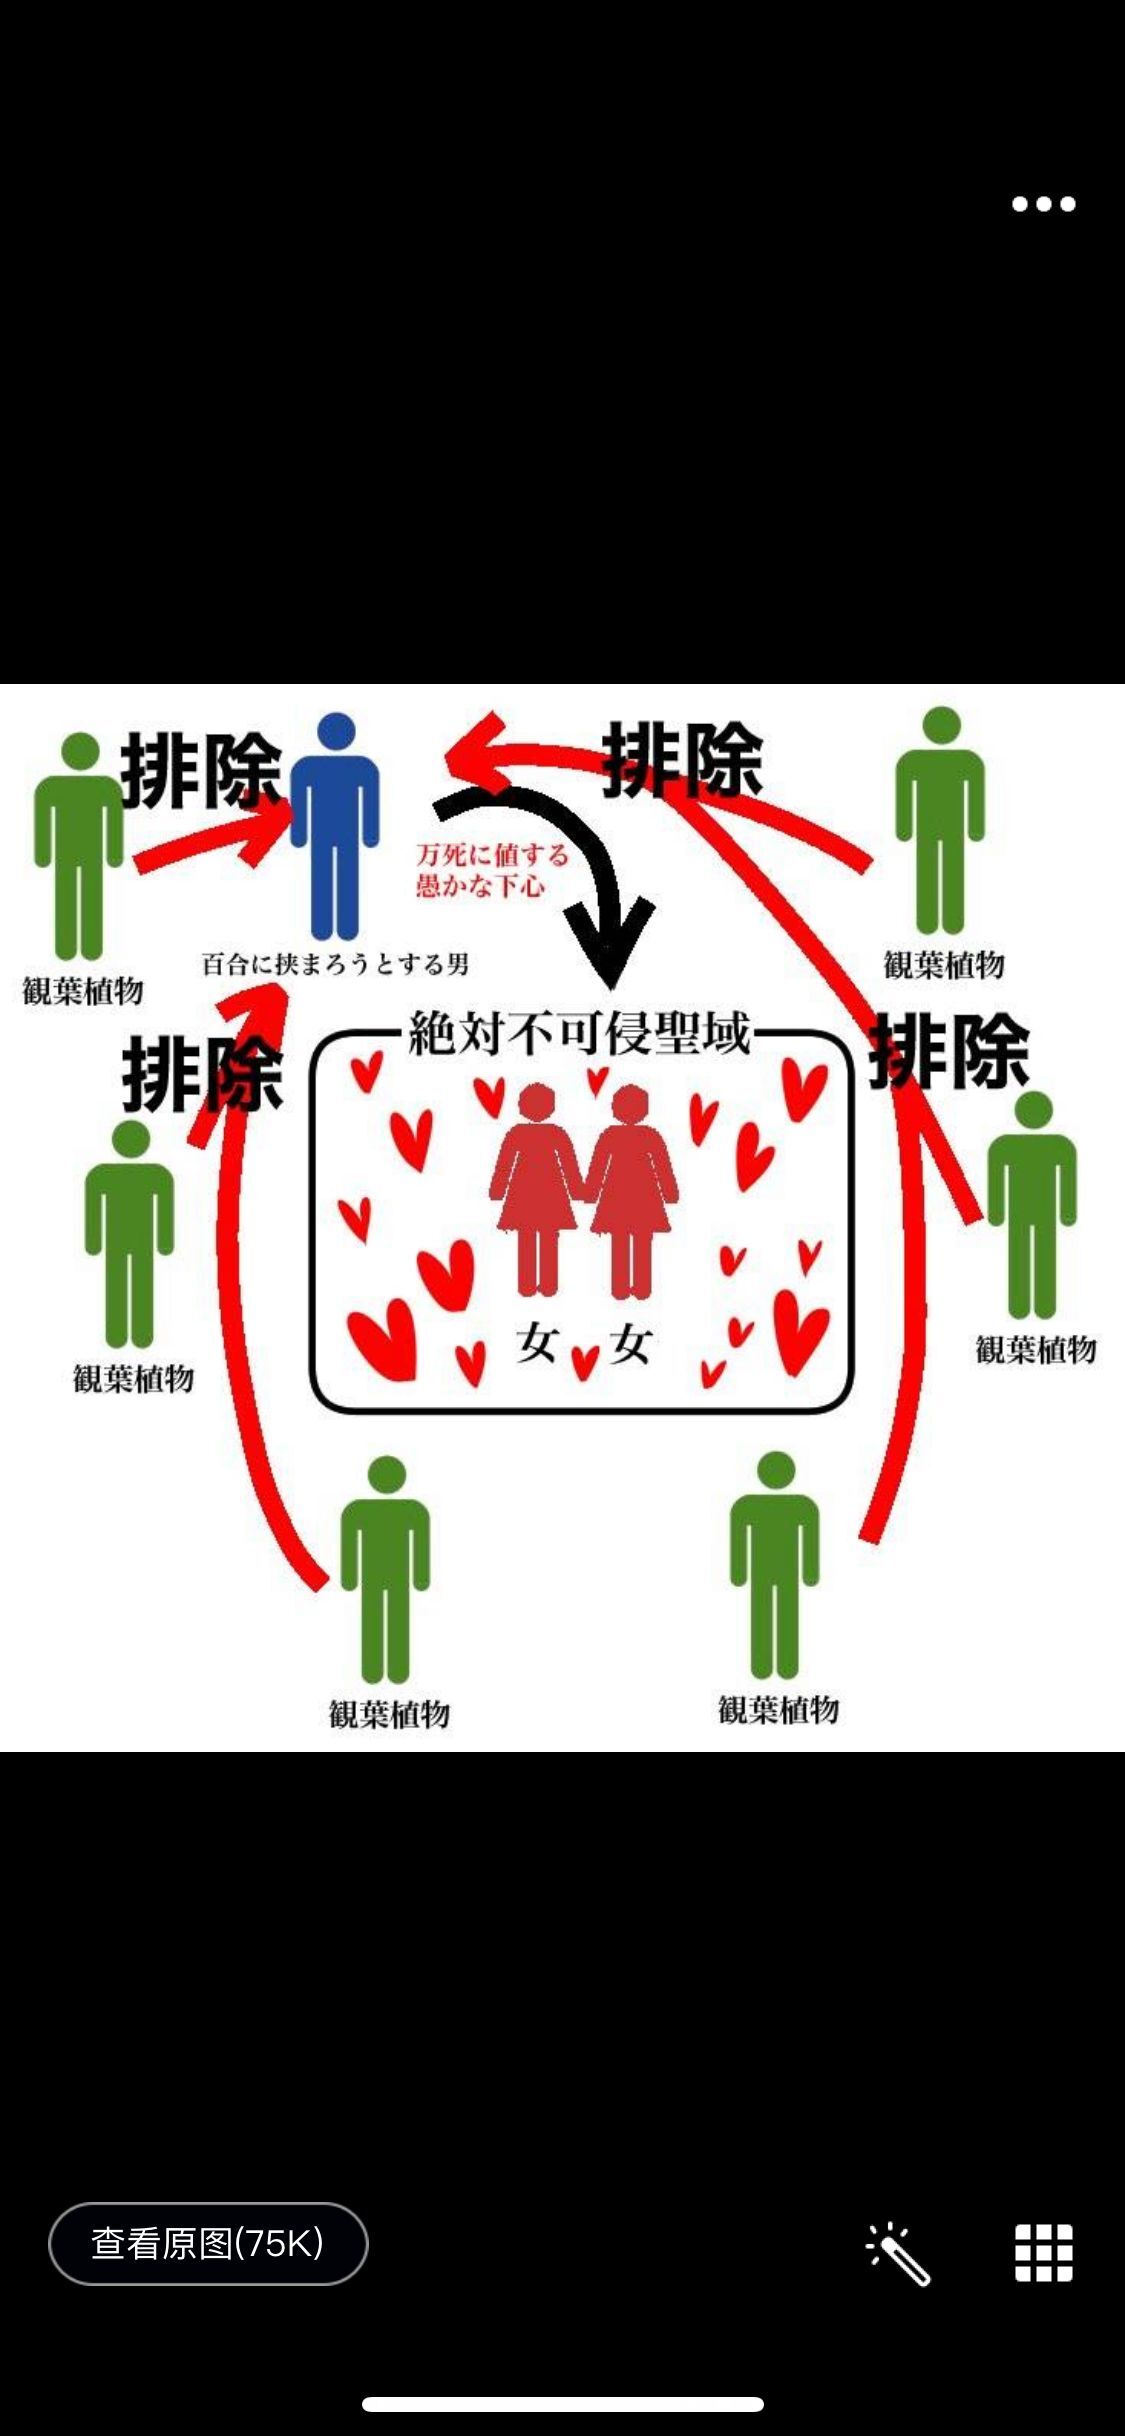 排除
排除
万死に値する
愚かな下心
百合に挟まろうとする男
観葉植物
観葉植物
絶対不可侵聖域
排除
排除
女 女
観葉植物
観葉植物
観葉植物
観葉植物
查看原图(75K)